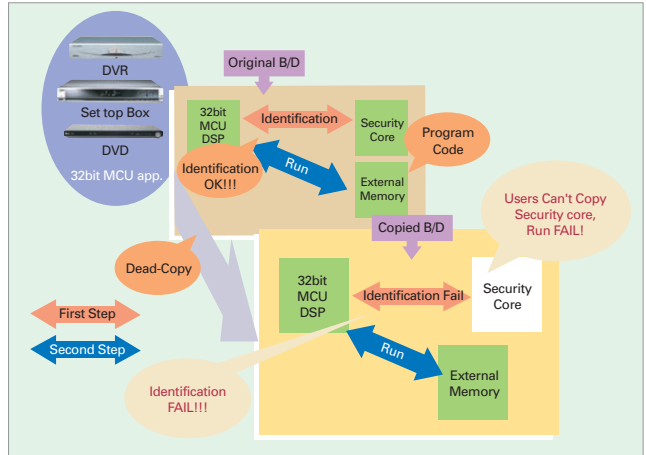 DVR
Set top Box
DVD
32bit MCU app.
Original B/D
32bit
MCU
DSP
Identification
Security
Core
Program
Code
Identification
OK!!!
Run
External
Memory
Users Can't Copy
Security core,
Run FAIL!
Copied B/D
Dead-Copy
32bit
MCU
DSP
Identification Fail
Security
Core
First Step
Second Step
Run
Identification
FAIL!!!
External
Memory